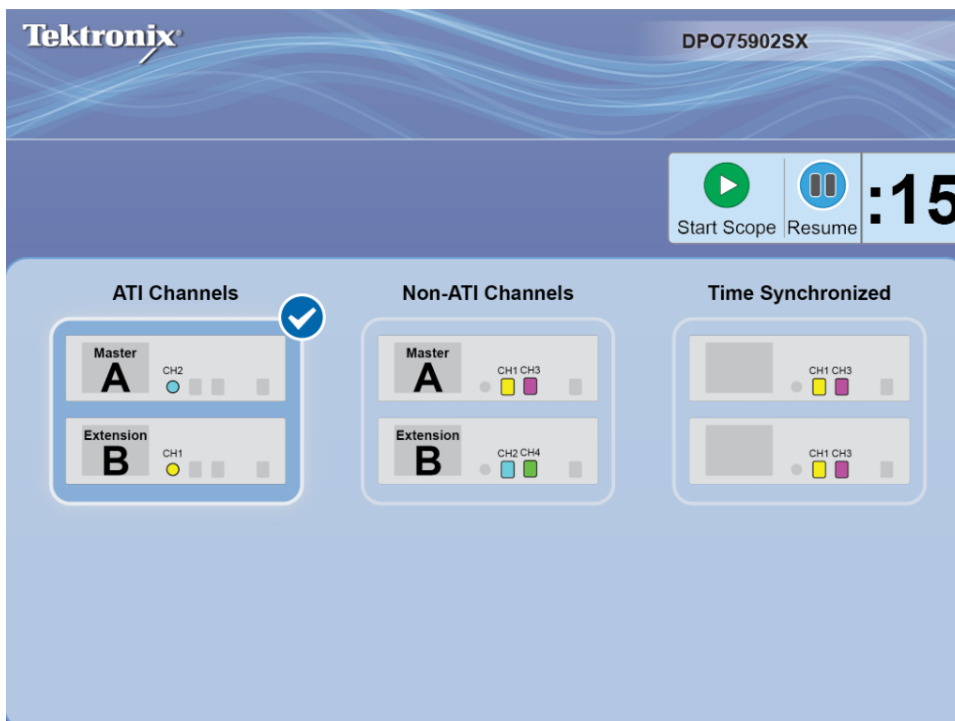 Tektronix
DPO75902SX
Start Scope
Resume
:15
ATI Channels
Master
A
CH2
Extension
B
CH1
Non-ATI Channels
Master
A
CH1 CH3
Extension
B
CH2 CH4
Time Synchronized
CH1 CH3
CH1 CH3